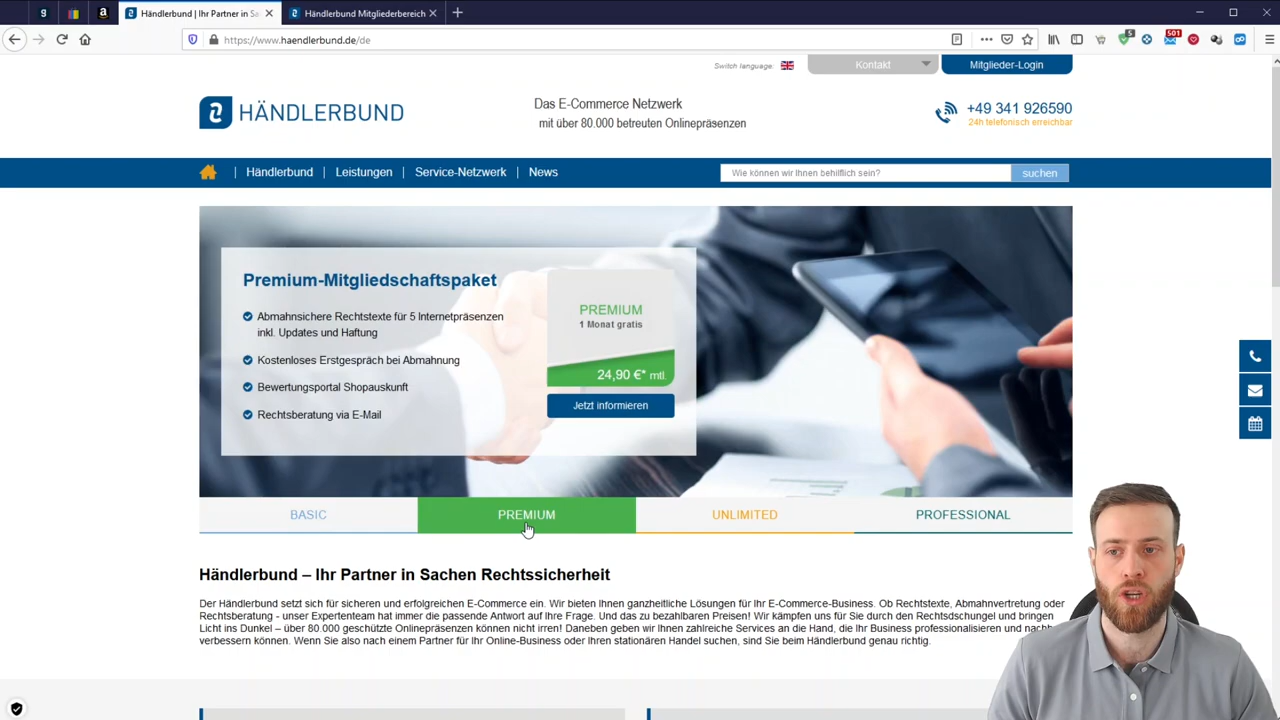 Händlerbund | Ihr Partner in Sa
Händlerbund Mitgliederbereich
https://www.haendlerbund.de/de
501
5
Switch language:
Kontakt
Mitglieder-Login
HÄNDLERBUND
Das E-Commerce Netzwerk
mit über 80.000 betreuten Onlinepräsenzen
+49 341 926590
24h telefonisch erreichbar
Händlerbund
Leistungen
Service-Netzwerk
News
Wie können wir Ihnen behilflich sein?
suchen
Premium-Mitgliedschaftspaket
Abmahnsichere Rechtstexte für 5 Internetpräsenzen
inkl. Updates und Haftung
Kostenloses Erstgespräch bei Abmahnung
Bewertungsportal Shopauskunft
Rechtsberatung via E-Mail
PREMIUM
1 Monat gratis
24,90 €* mtl.
Jetzt informieren
BASIC
PREMIUM
UNLIMITED
PROFESSIONAL
Händlerbund – Ihr Partner in Sachen Rechtssicherheit
Der Händlerbund setzt sich für sicheren und erfolgreichen E-Commerce ein. Wir bieten Ihnen ganzheitliche Lösungen für Ihr E-Commerce-Business. Ob Rechtstexte, Abmahnvertretung oder
Rechtsberatung - unser Expertenteam hat immer die passende Antwort auf Ihre Frage. Und das zu bezahlbaren Preisen! Wir kämpfen uns für Sie durch den Rechtsdschungel und bringen
Licht ins Dunkel – über 80.000 geschützte Onlinepräsenzen können nicht irren! Daneben geben wir Ihnen zahlreiche Services an die Hand, die Ihr Business professionalisieren und
verbessern können. Wenn Sie also nach einem Partner für Ihr Online-Business oder Ihren stationären Handel suchen, sind Sie beim Händlerbund genau richtig.